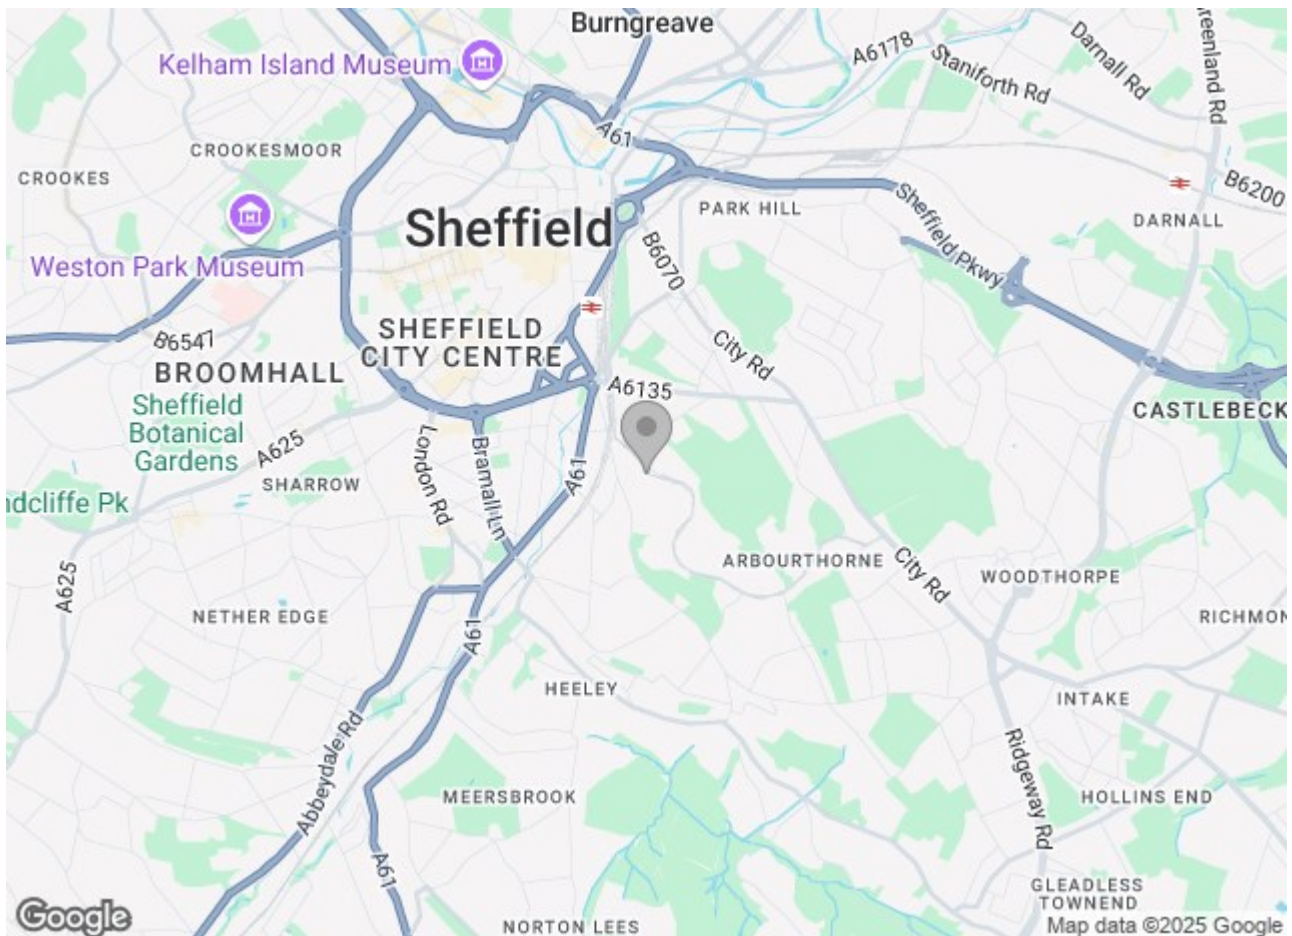 Burngreave
Kelham Island Museum
A6178
Staniforth Rd
Darnall Rd
reenland Rd
A61
CROOKESMOOR
CROOKES
B6200
PARK HILL
DARNALL
Sheffield
Sheffield Pkwy
B6070
Weston Park Museum
SHEFFIELD
CITY CENTRE
B6547
BROOMHALL
City Rd
A6135
Sheffield
Botanical
Gardens
CASTLEBECK
A625
London Rd
Bramall Ln
A61
SHARROW
ndcliffe Pk
ARBOURTHORNE
City Rd
WOODTHORPE
A625
NETHER EDGE
RICHMON
A61
HEELEY
INTAKE
Abbeydale Rd
Ridgeway Rd
MEERSBROOK
HOLLINS END
A61
GLEADLESS
TOWNEND
Google
NORTON LEES
Map data ©2025 Google